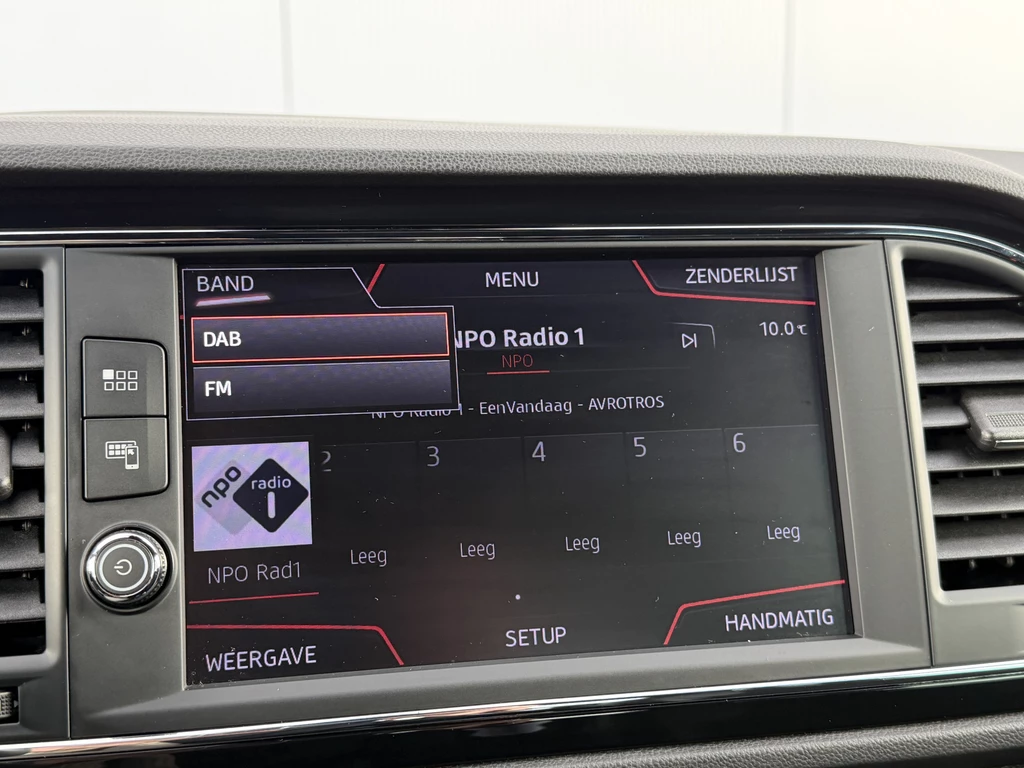 BAND
MENU
ZENDERLIJST
DAB
NPO Radio 1
10.0°C
NPO
FM
NPO Radio 1 - EenVandaag - AVROTROS
2
3
4
5
6
npo radio 1
Leeg
Leeg
Leeg
Leeg
Leeg
NPO Rad1
WEERGAVE
SETUP
HANDMATIG